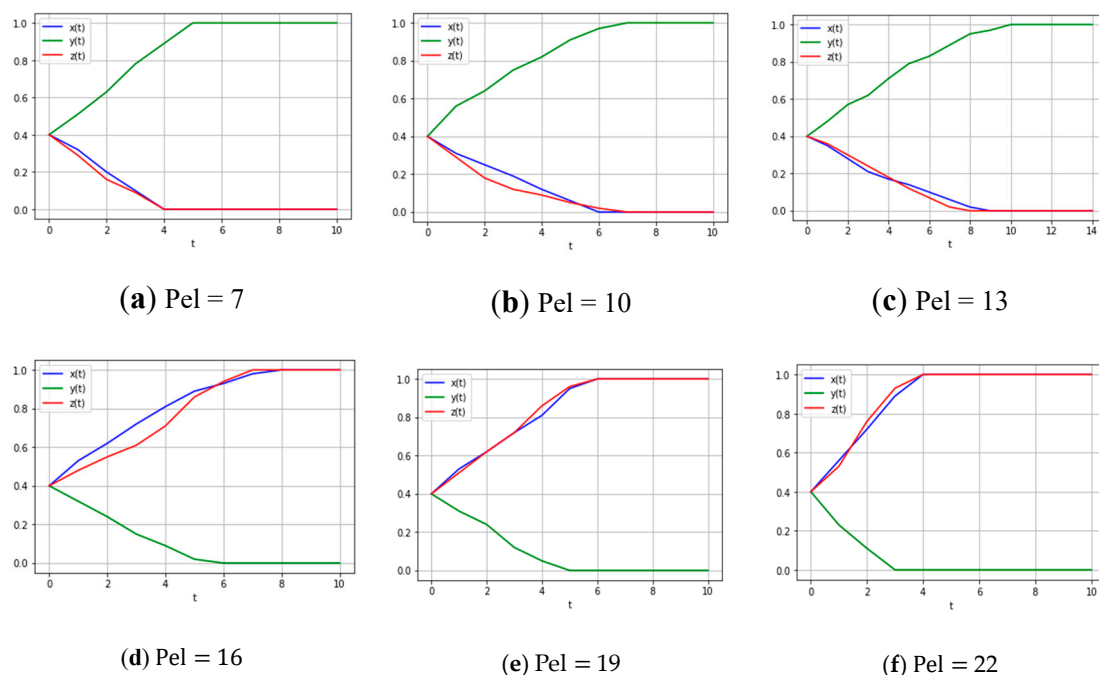 x(t)
y(t)
z(t)
1.0
0.8
0.6
0.4
0.2
0.0
0 2 4 6 8 10
t
(a) Pel = 7
x(t)
y(t)
z(t)
1.0
0.8
0.6
0.4
0.2
0.0
0 2 4 6 8 10
t
(b) Pel = 10
x(t)
y(t)
z(t)
1.0
0.8
0.6
0.4
0.2
0.0
0 2 4 6 8 10 12 14
t
(c) Pel = 13
x(t)
y(t)
z(t)
1.0
0.8
0.6
0.4
0.2
0.0
0 2 4 6 8 10
t
(d) Pel = 16
x(t)
y(t)
z(t)
1.0
0.8
0.6
0.4
0.2
0.0
0 2 4 6 8 10
t
(e) Pel = 19
x(t)
y(t)
z(t)
1.0
0.8
0.6
0.4
0.2
0.0
0 2 4 6 8 10
t
(f) Pel = 22